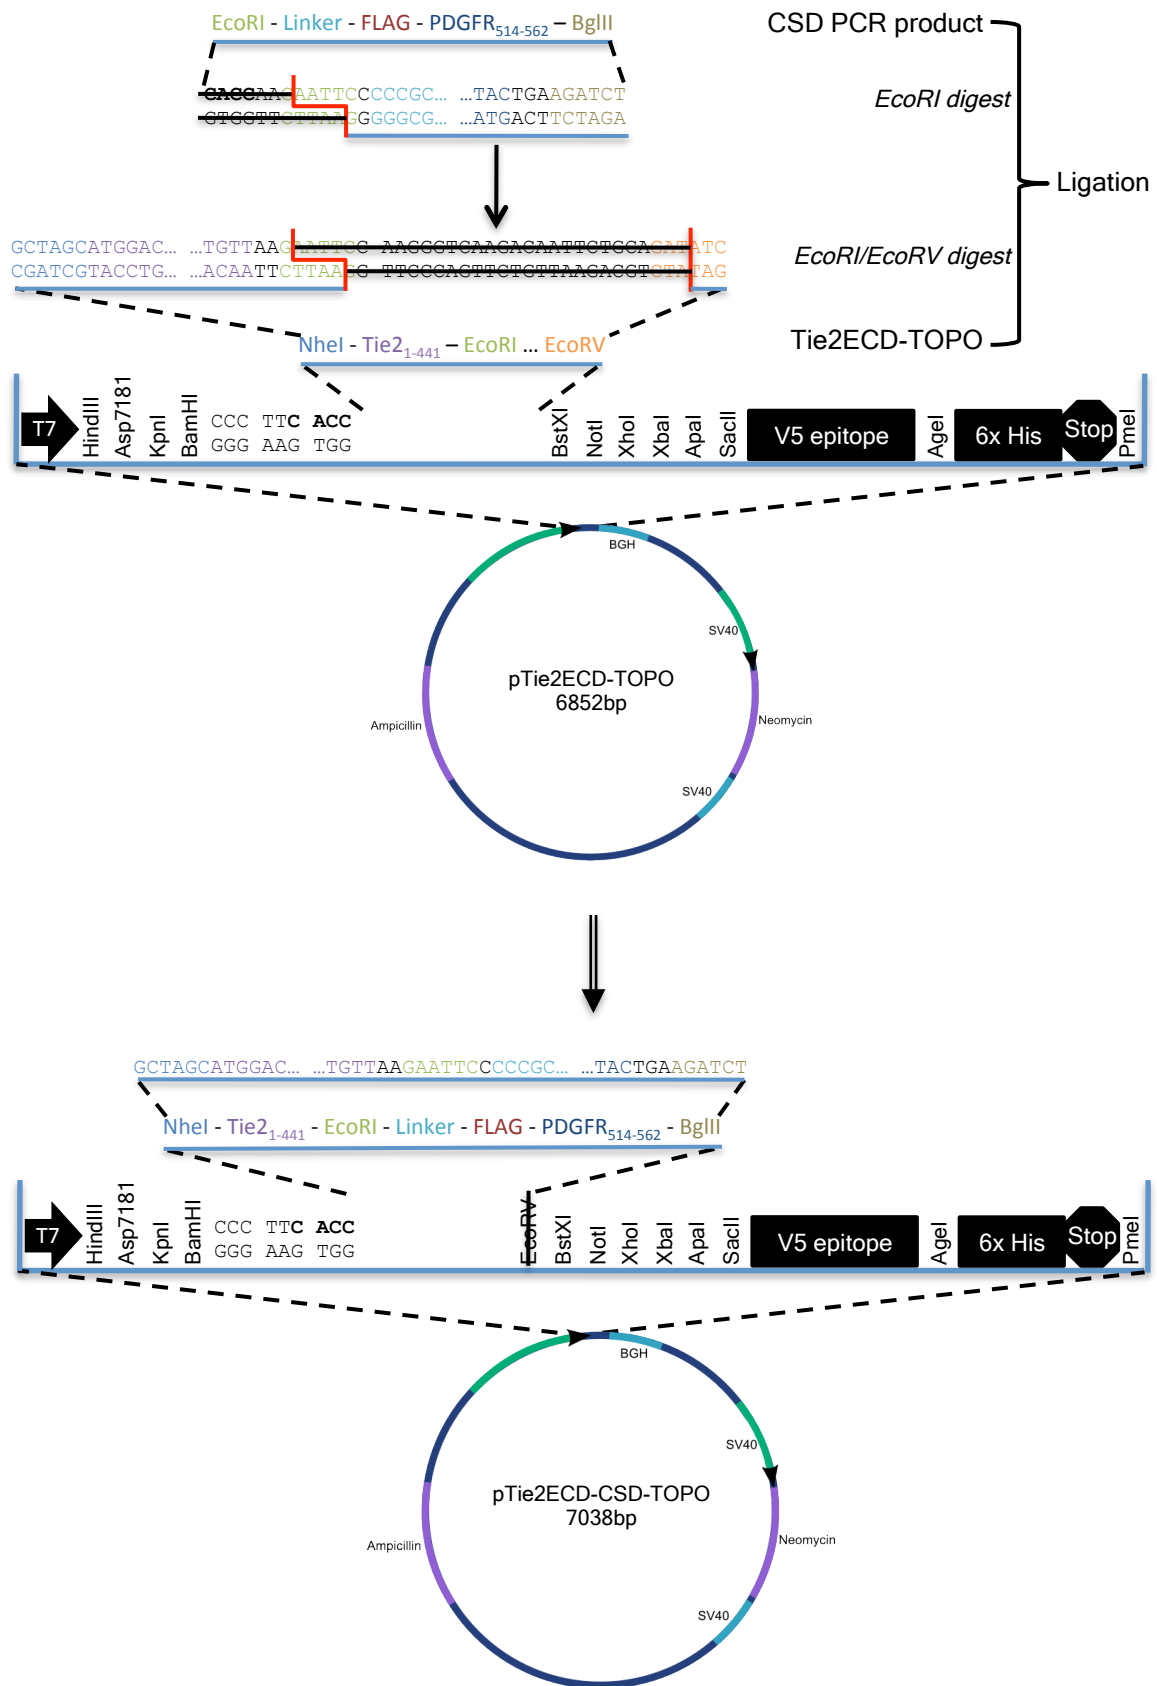 EcoRI - Linker - FLAG - PDGFR514-562 – BglII
CSD PCR product
CACCAAGAATTCCCCCGC... ...TACTGAAGATCT
EcoRI digest
GTGGTTCTTAAGGGGGCG... ...ATGACTTCTAGA
Ligation
GCTAGCATGGAC... ...TGTTAAGAATTCC AAGGGTCAAGACAATTCTGCAGATATC
EcoRI/EcoRV digest
CGATCGTACCTG... ...ACAATTCTTAAGG TTCCCAGTTCTGTTAAGACGTCTATAG
NheI - Tie21-441 – EcoRI ... EcoRV
Tie2ECD-TOPO
T7 HindIII Asp7181 KpnI BamHI CCC TTC ACC BstXI NotI XhoI XbaI ApaI SacII V5 epitope AgeI 6x His Stop PmeI
GGG AAG TGG
BGH
SV40
pTie2ECD-TOPO
6852bp
Ampicillin
Neomycin
SV40
GCTAGCATGGAC... ...TGTTAAGAATTCCCCCGC... ...TACTGAAGATCT
NheI - Tie21-441 - EcoRI - Linker - FLAG - PDGFR514-562 - BglII
T7 HindIII Asp7181 KpnI BamHI CCC TTC ACC EcoRV BstXI NotI XhoI XbaI ApaI SacII V5 epitope AgeI 6x His Stop PmeI
GGG AAG TGG
BGH
SV40
pTie2ECD-CSD-TOPO
7038bp
Ampicillin
Neomycin
SV40